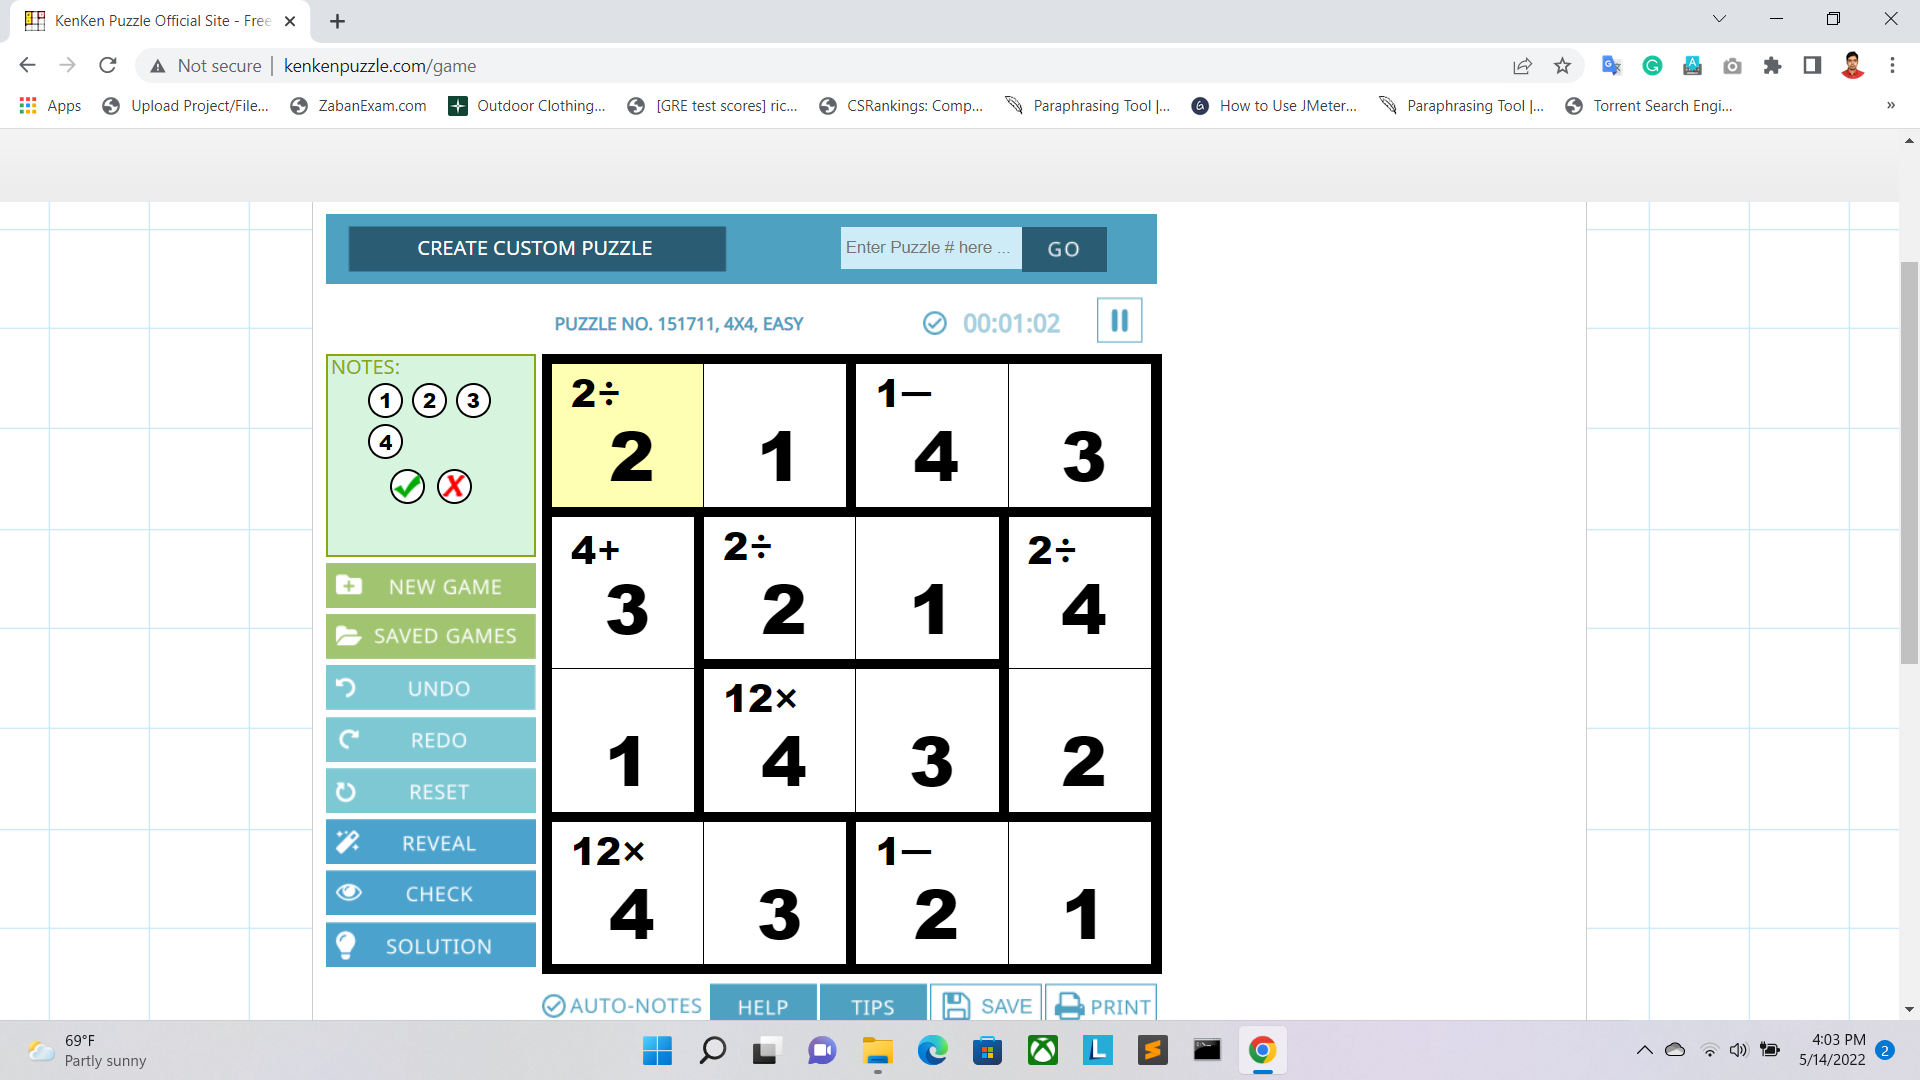 KenKen Puzzle Official Site - Free
Not secure | kenkenpuzzle.com/game
Apps Upload Project/File... ZabanExam.com Outdoor Clothing... [GRE test scores] ric... CSRankings: Comp... Paraphrasing Tool |... How to Use JMeter... Paraphrasing Tool |... Torrent Search Engi... »
CREATE CUSTOM PUZZLE Enter Puzzle # here ... GO
PUZZLE NO. 151711, 4X4, EASY 00:01:02
NOTES:
1 2 3
4
NEW GAME
SAVED GAMES
UNDO
REDO
RESET
REVEAL
CHECK
SOLUTION
2÷ 1—
2 1 4 3
4+ 2÷ 2÷
3 2 1 4
12×
1 4 3 2
12× 1—
4 3 2 1
AUTO-NOTES HELP TIPS SAVE PRINT
69°F
Partly sunny
4:03 PM
5/14/2022 2